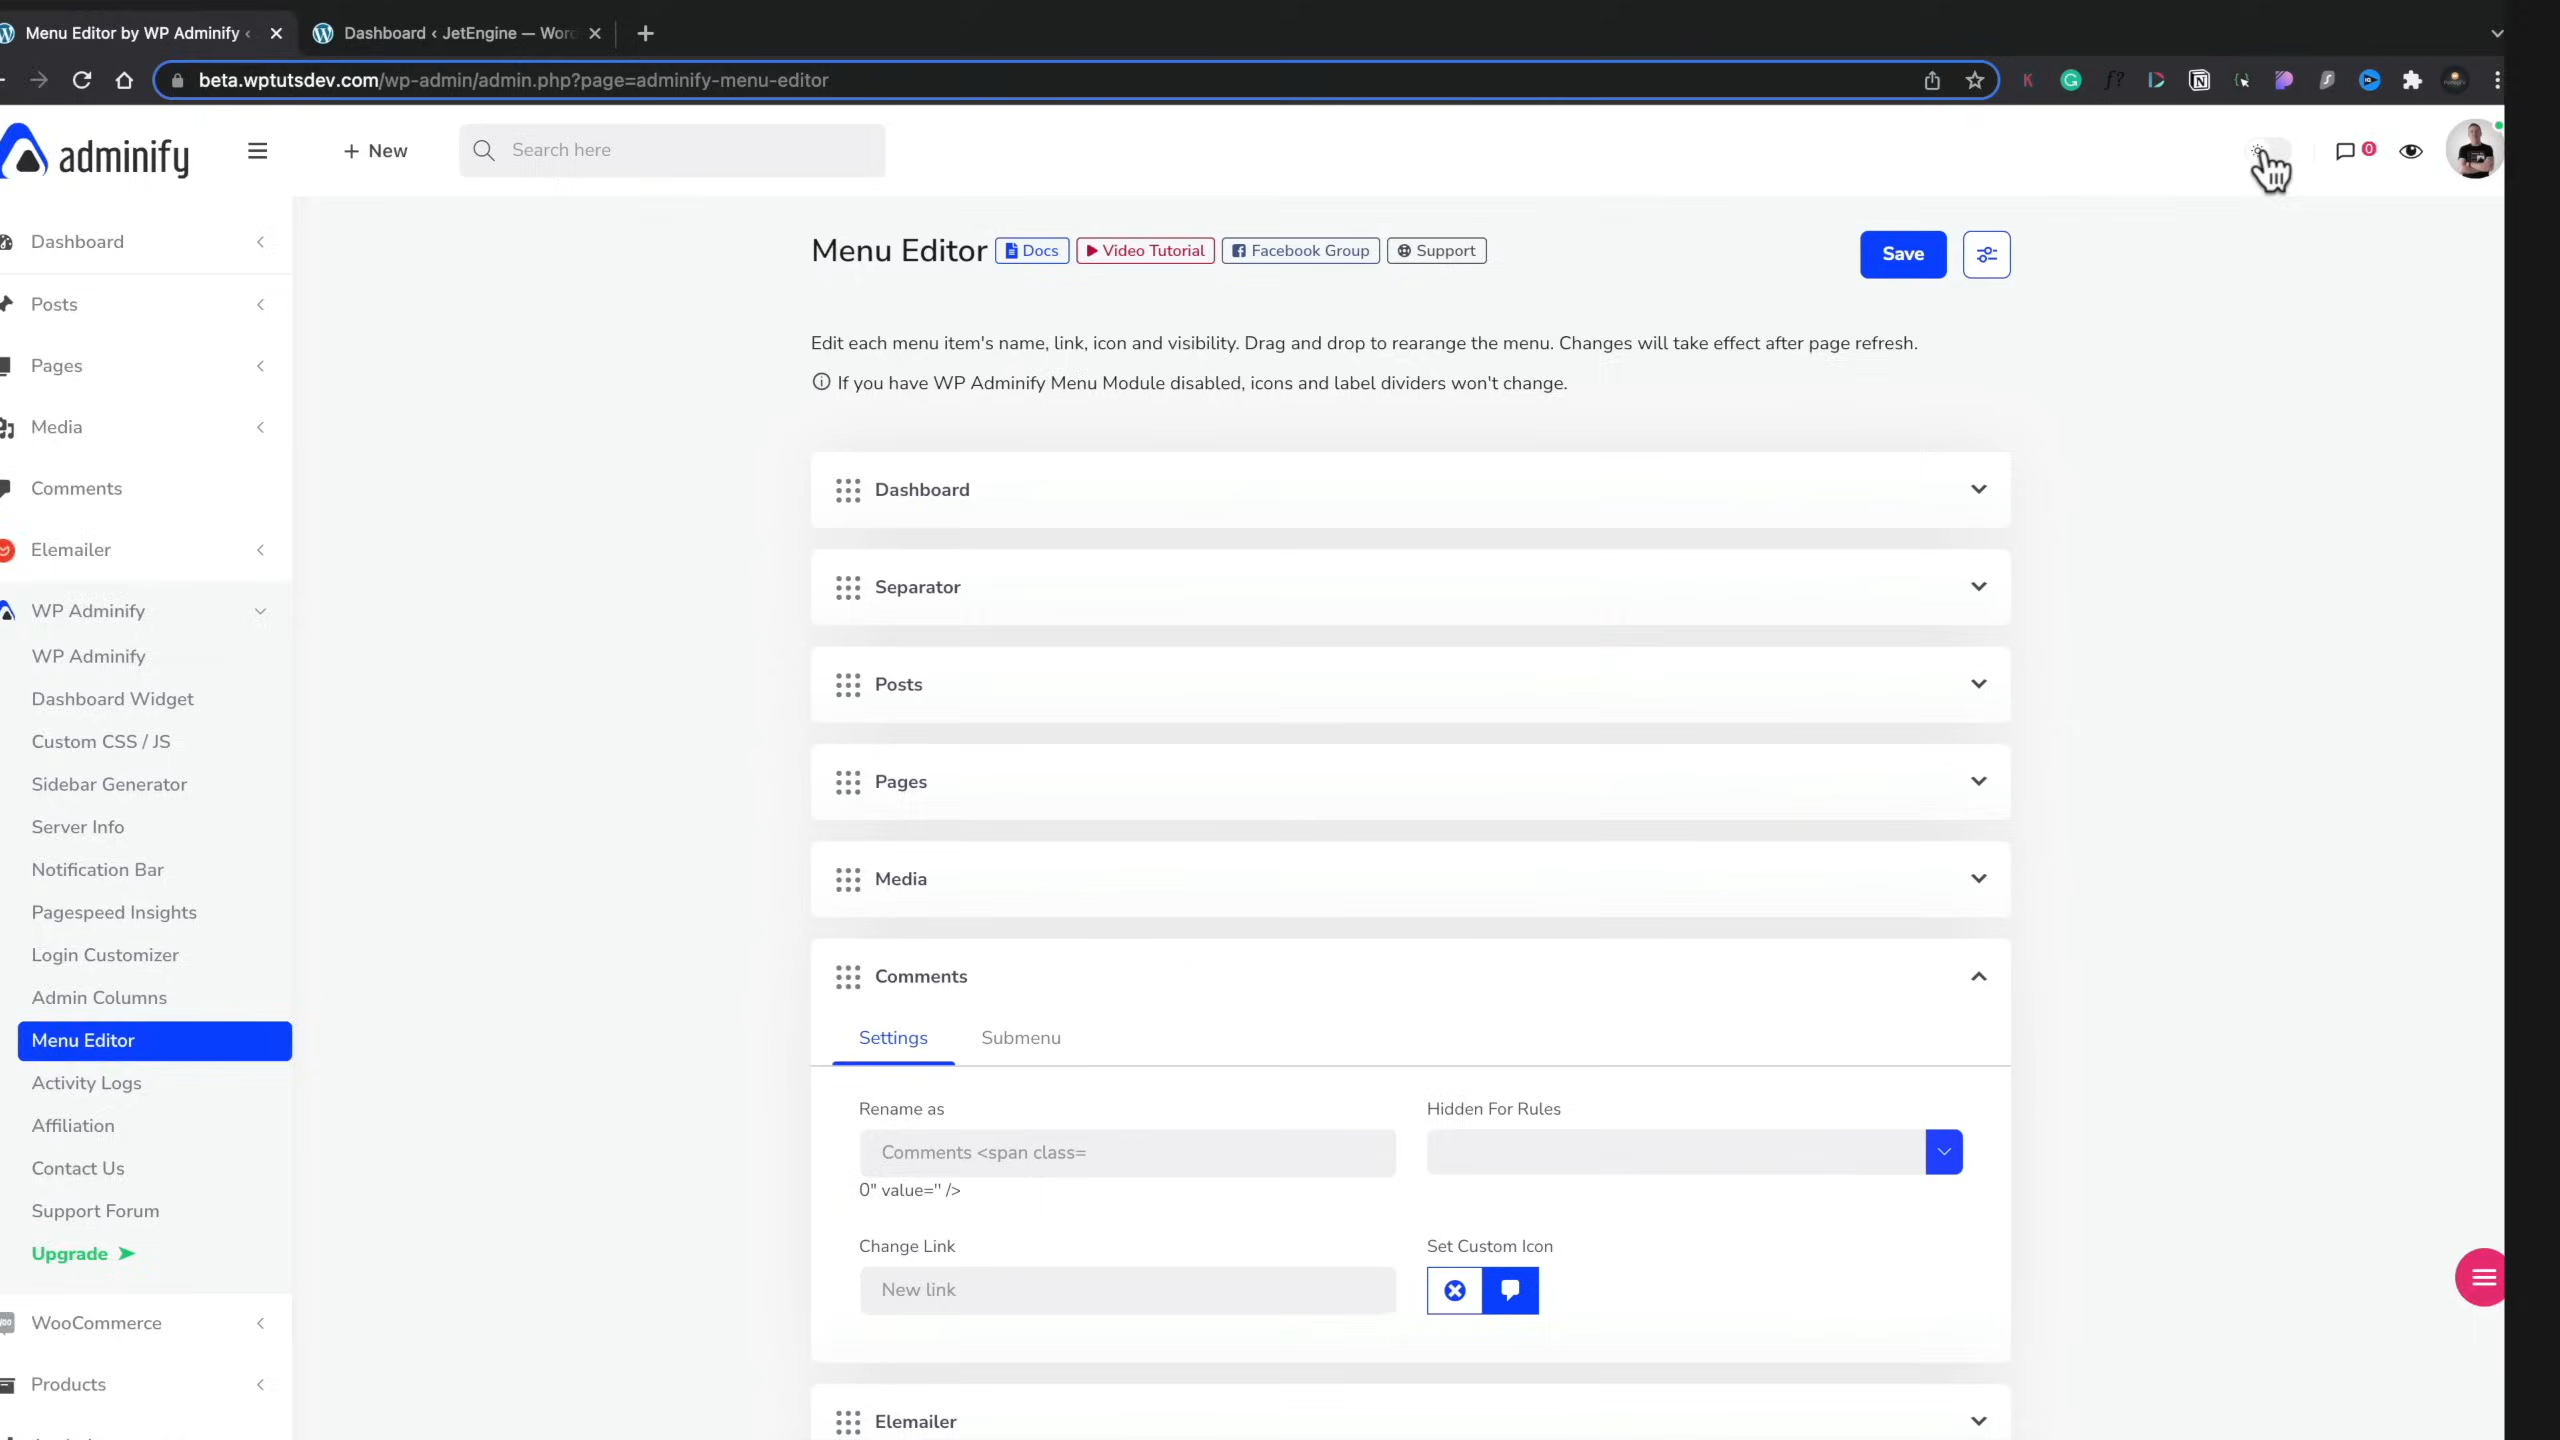 Menu Editor by WP Adminify ‹
Dashboard ‹ JetEngine — Wor
beta.wptutsdev.com/wp-admin/admin.php?page=adminify-menu-editor
adminify
+ New
Search here
0
Dashboard
Posts
Pages
Media
Comments
Elemailer
WP Adminify
WP Adminify
Dashboard Widget
Custom CSS / JS
Sidebar Generator
Server Info
Notification Bar
Pagespeed Insights
Login Customizer
Admin Columns
Menu Editor
Activity Logs
Affiliation
Contact Us
Support Forum
Upgrade
WooCommerce
Products
Menu Editor
Docs
Video Tutorial
Facebook Group
Support
Save
Edit each menu item's name, link, icon and visibility. Drag and drop to rearrange the menu. Changes will take effect after page refresh.
If you have WP Adminify Menu Module disabled, icons and label dividers won't change.
Dashboard
Separator
Posts
Pages
Media
Comments
Settings
Submenu
Rename as
Hidden For Rules
Comments <span class=
0" value='' />
Change Link
Set Custom Icon
New link
Elemailer